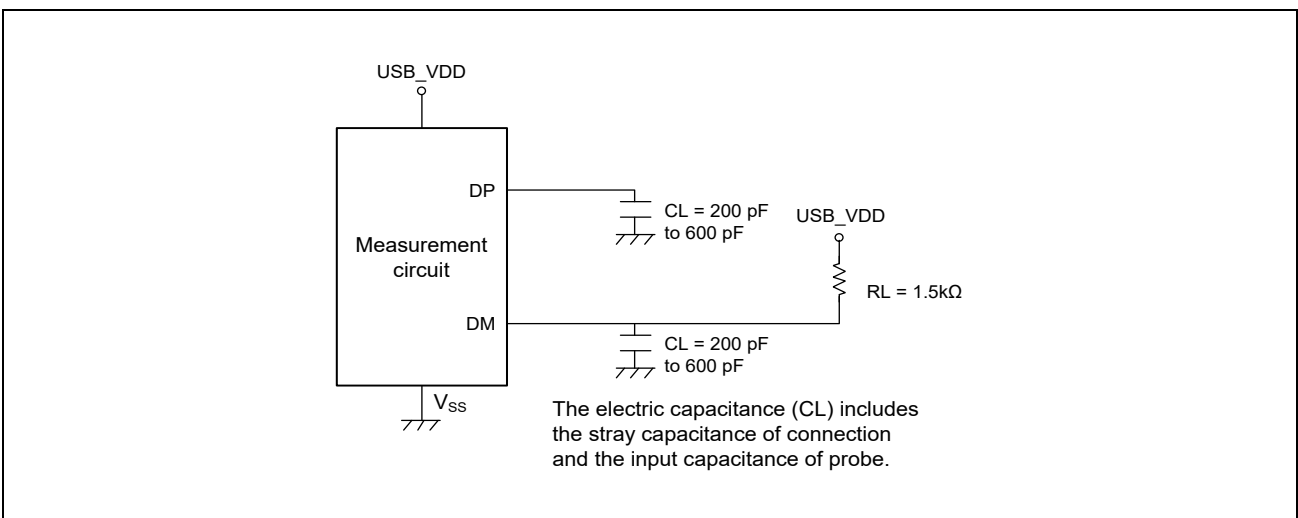 USB_VDD
DP
CL = 200 pF
to 600 pF
USB_VDD
Measurement
circuit
RL = 1.5kΩ
DM
CL = 200 pF
to 600 pF
VSS
The electric capacitance (CL) includes
the stray capacitance of connection
and the input capacitance of probe.